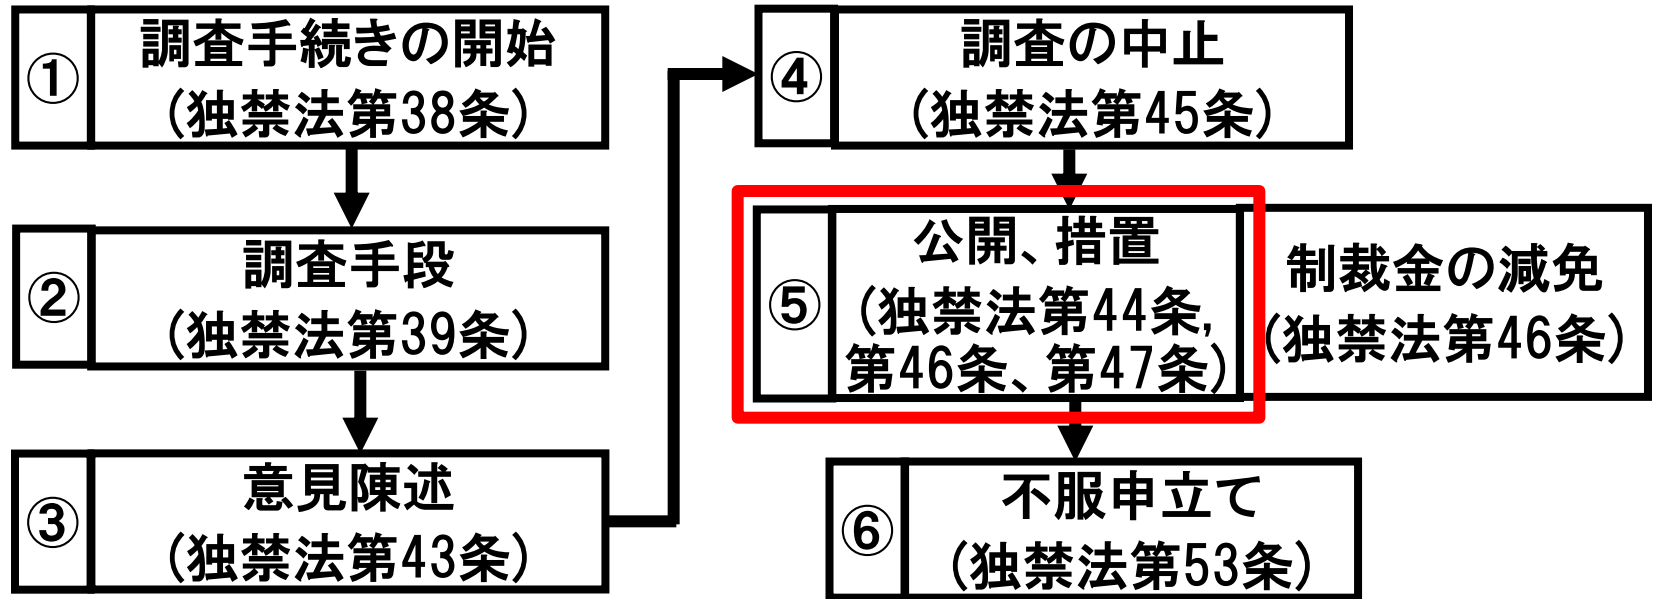 ①
調査手続きの開始
（独禁法第38条）
②
調査手段
（独禁法第39条）
③
意見陳述
（独禁法第43条）
④
調査の中止
（独禁法第45条）
⑤
公開、措置
（独禁法第44条,
第46条、第47条）
制裁金の減免
（独禁法第46条）
⑥
不服申立て
（独禁法第53条）